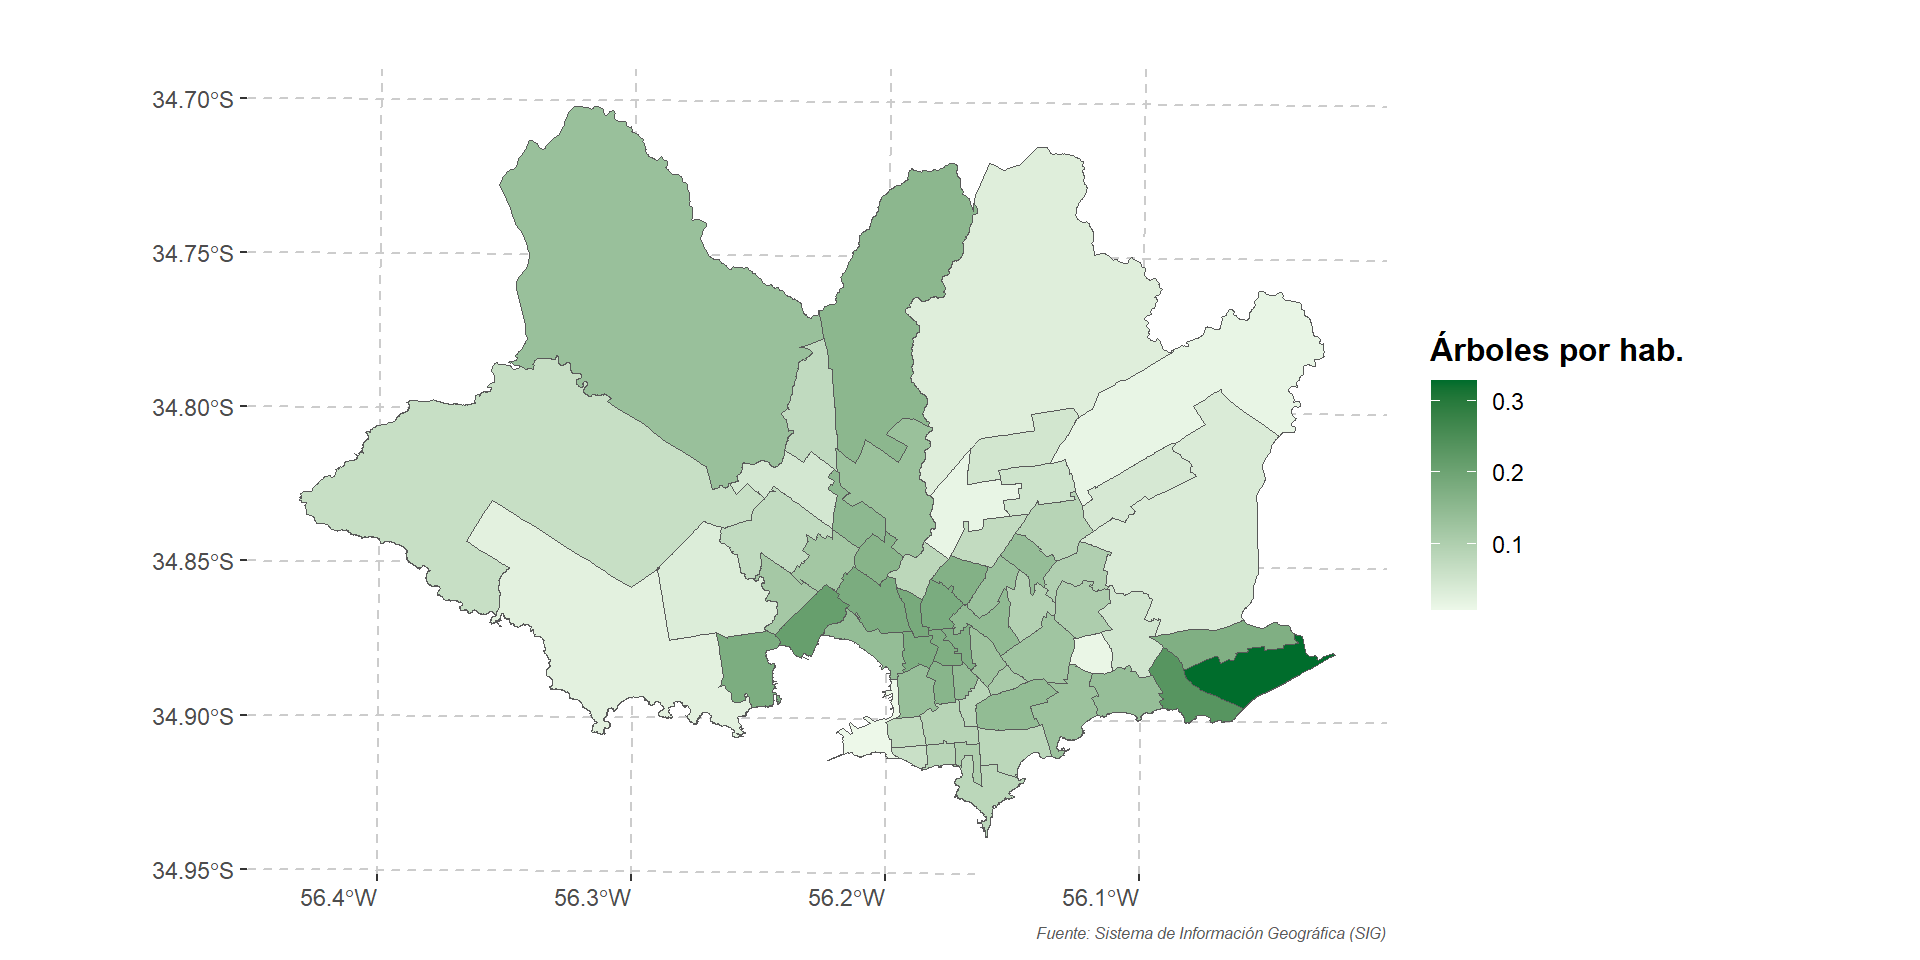 34.70°S
34.75°S
34.80°S
34.85°S
34.90°S
34.95°S
56.4°W
56.3°W
56.2°W
56.1°W
Árboles por hab.
0.3
0.2
0.1
Fuente: Sistema de Información Geográfica (SIG)